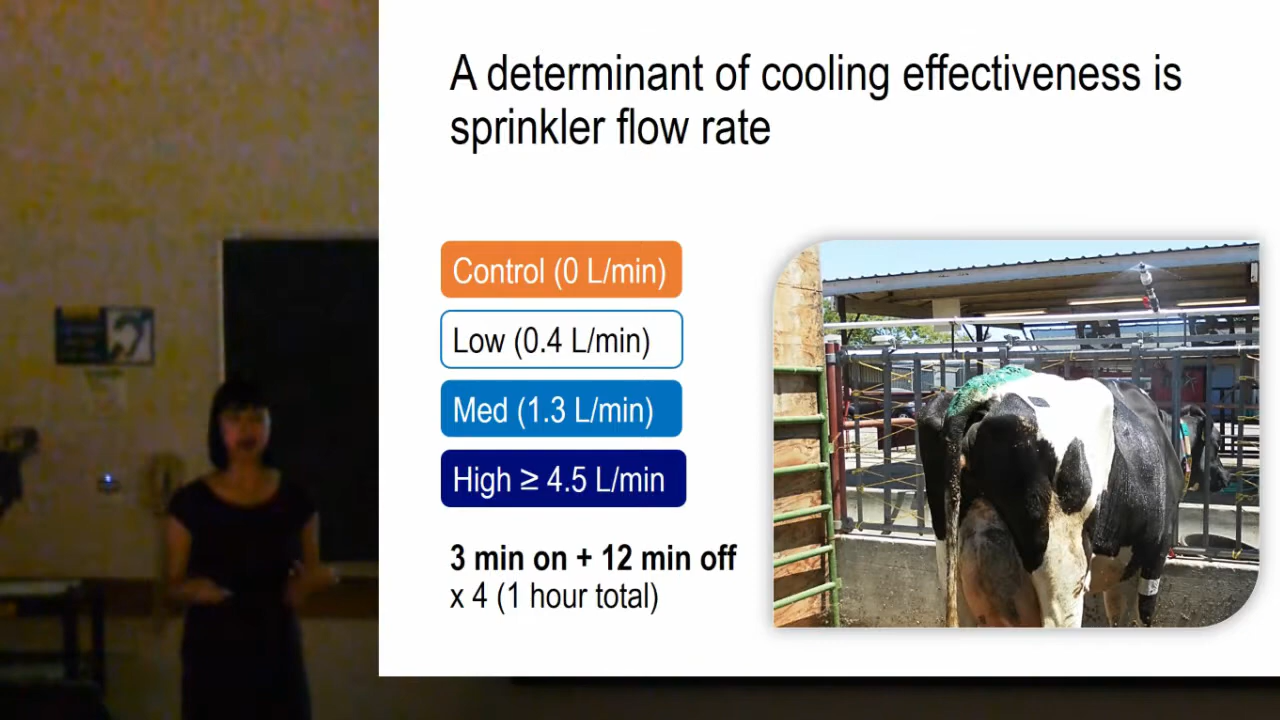 A determinant of cooling effectiveness is
sprinkler flow rate
Control (0 L/min)
Low (0.4 L/min)
Med (1.3 L/min)
High ≥ 4.5 L/min
3 min on + 12 min off
x 4 (1 hour total)